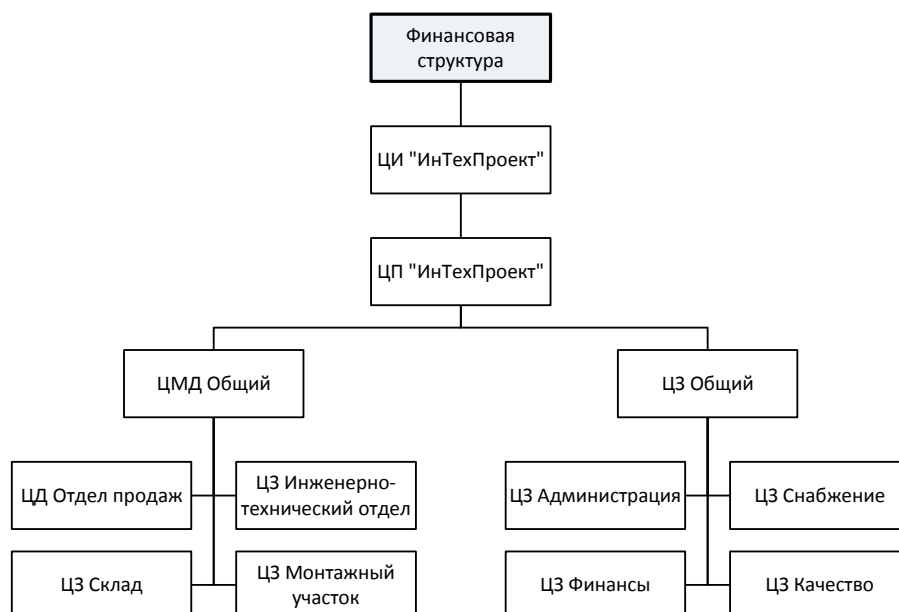 Финансовая
структура
ЦИ "ИнТехПроект"
ЦП "ИнТехПроект"
ЦМД Общий
ЦЗ Общий
ЦД Отдел продаж
ЦЗ Инженерно-
технический отдел
ЦЗ Администрация
ЦЗ Снабжение
ЦЗ Склад
ЦЗ Монтажный
участок
ЦЗ Финансы
ЦЗ Качество